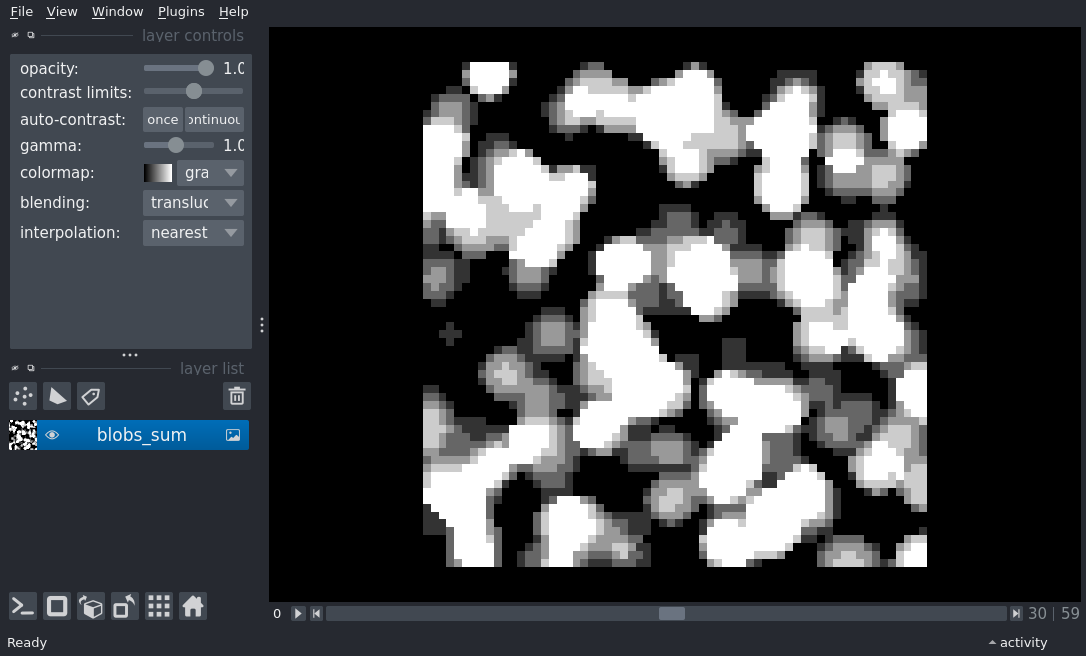 File View Window Plugins Help
layer controls
opacity: 1.0
contrast limits:
auto-contrast: once ontinuou
gamma: 1.0
colormap: gra
blending: transluc
interpolation: nearest
layer list
blobs_sum
0 30 | 59
Ready activity